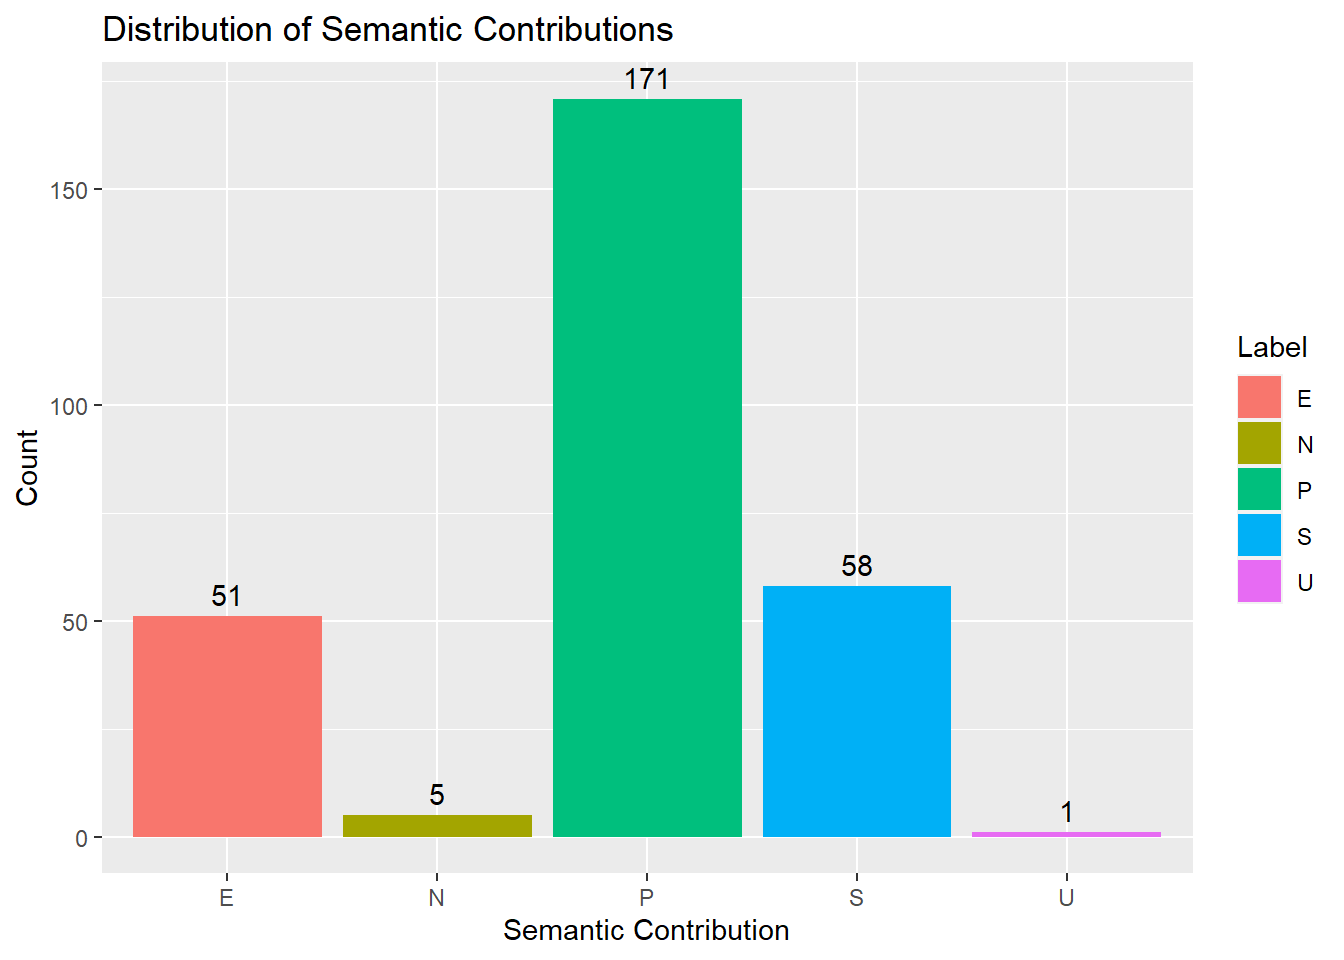 Distribution of Semantic Contributions
171
150
100
58
51
50
5
1
0
Count
E
N
P
S
U
Semantic Contribution
Label
E
N
P
S
U